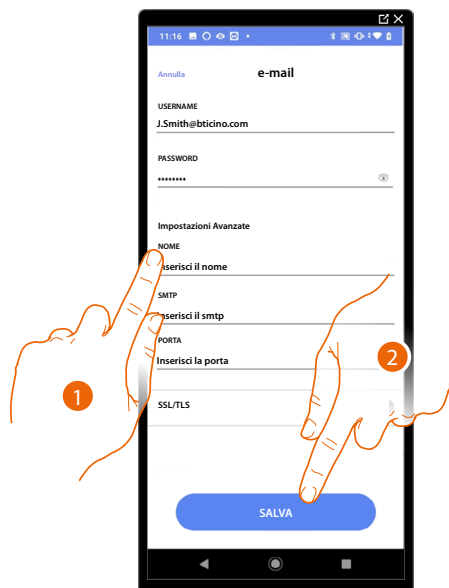 11:16
Annulla e-mail
USERNAME
J.Smith@bticino.com
PASSWORD
••••••••
Impostazioni Avanzate
NOME
Inserisci il nome
SMTP
Inserisci il smtp
PORTA
Inserisci la porta
SSL/TLS
SALVA
1
2